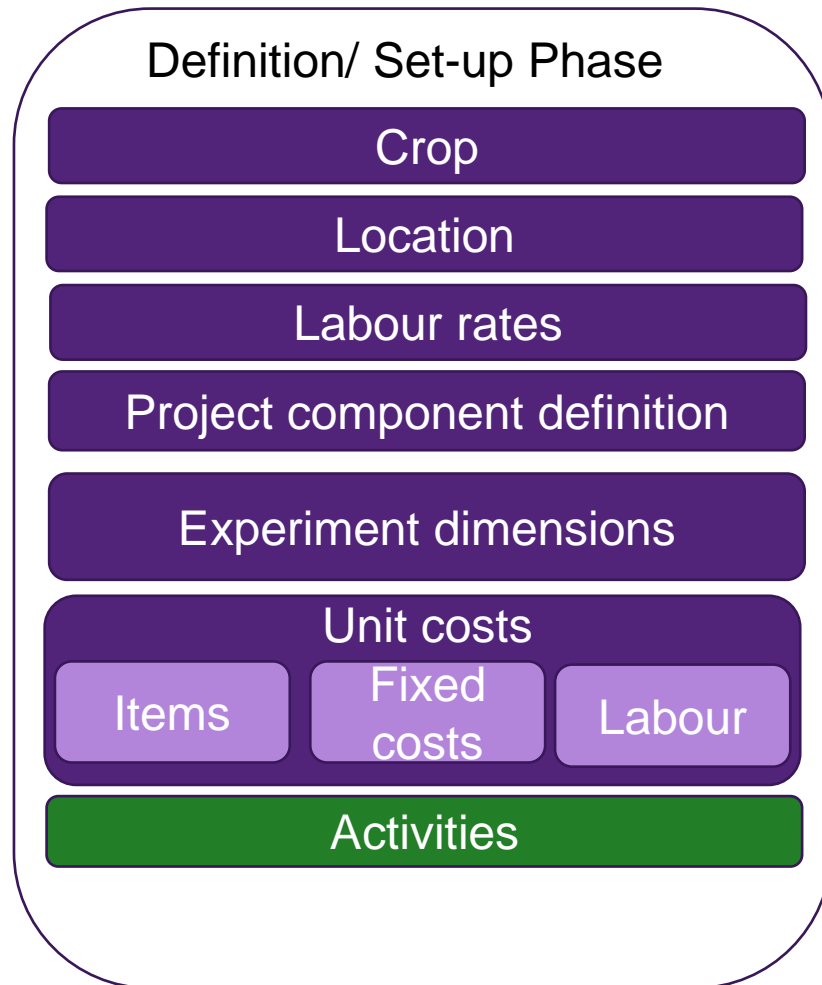 Definition/ Set-up Phase
Crop
Location
Labour rates
Project component definition
Experiment dimensions
Unit costs
Items
Fixed
costs
Labour
Activities